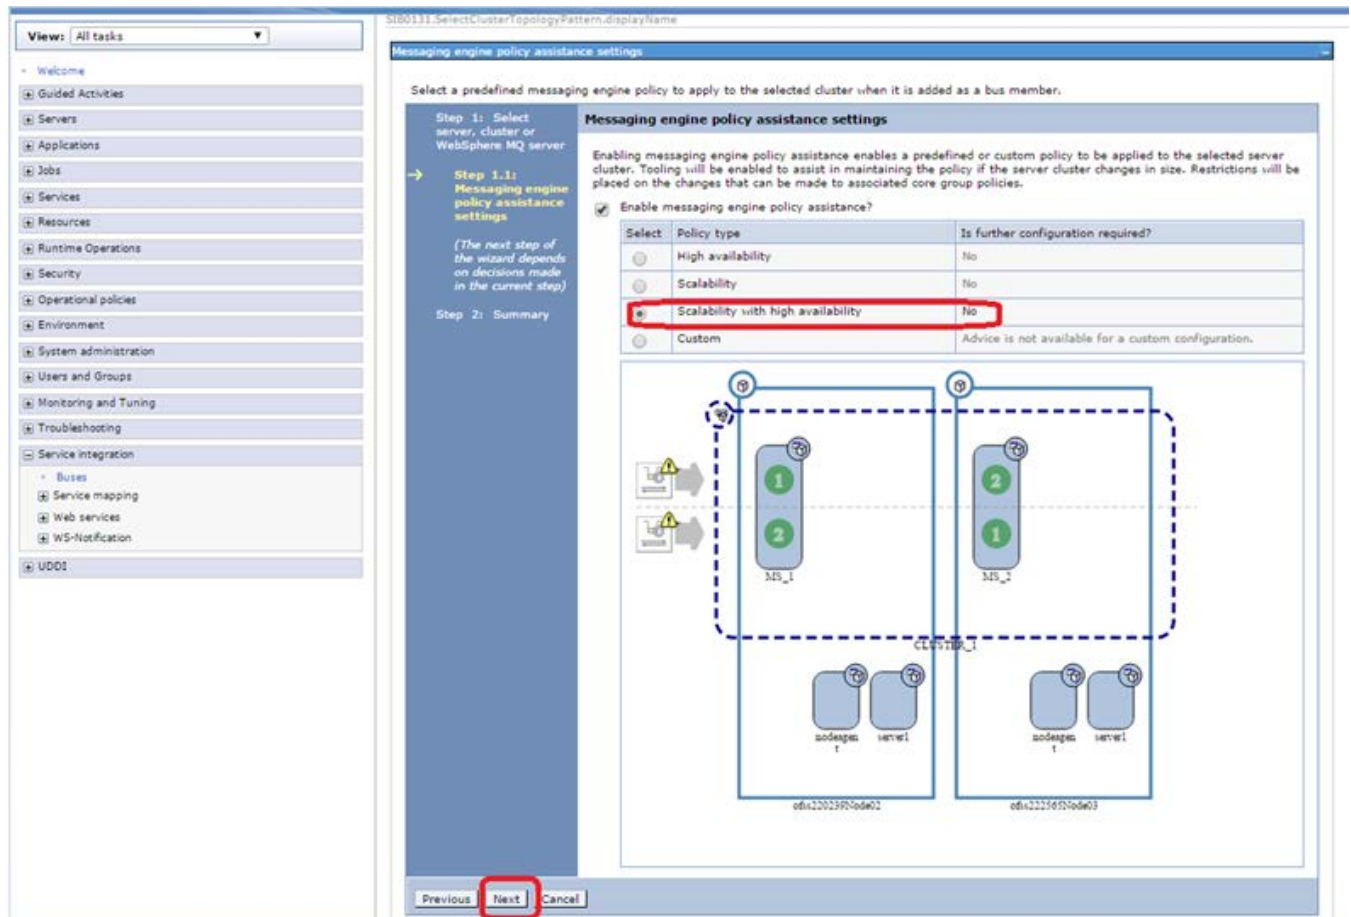 SIB0131.SelectClusterTopologyPattern.displayName
View: All tasks
Welcome
Guided Activities
Servers
Applications
Jobs
Services
Resources
Runtime Operations
Security
Operational policies
Environment
System administration
Users and Groups
Monitoring and Tuning
Troubleshooting
Service integration
Buses
Service mapping
Web services
WS-Notification
UDDI
Messaging engine policy assistance settings
Select a predefined messaging engine policy to apply to the selected cluster when it is added as a bus member.
Step 1: Select
server, cluster or
WebSphere MQ server
Step 1.1:
Messaging engine
policy assistance
settings
(The next step of
the wizard depends
on decisions made
in the current step)
Step 2: Summary
Messaging engine policy assistance settings
Enabling messaging engine policy assistance enables a predefined or custom policy to be applied to the selected server
cluster. Tooling will be enabled to assist in maintaining the policy if the server cluster changes in size. Restrictions will be
placed on the changes that can be made to associated core group policies.
Enable messaging engine policy assistance?
Select Policy type Is further configuration required?
High availability No
Scalability No
Scalability with high availability No
Custom Advice is not available for a custom configuration.
1 2
2 1
MS_1 MS_2
CLUSTER_1
nodeagen server1 nodeagen server1
t t
Previous Next Cancel